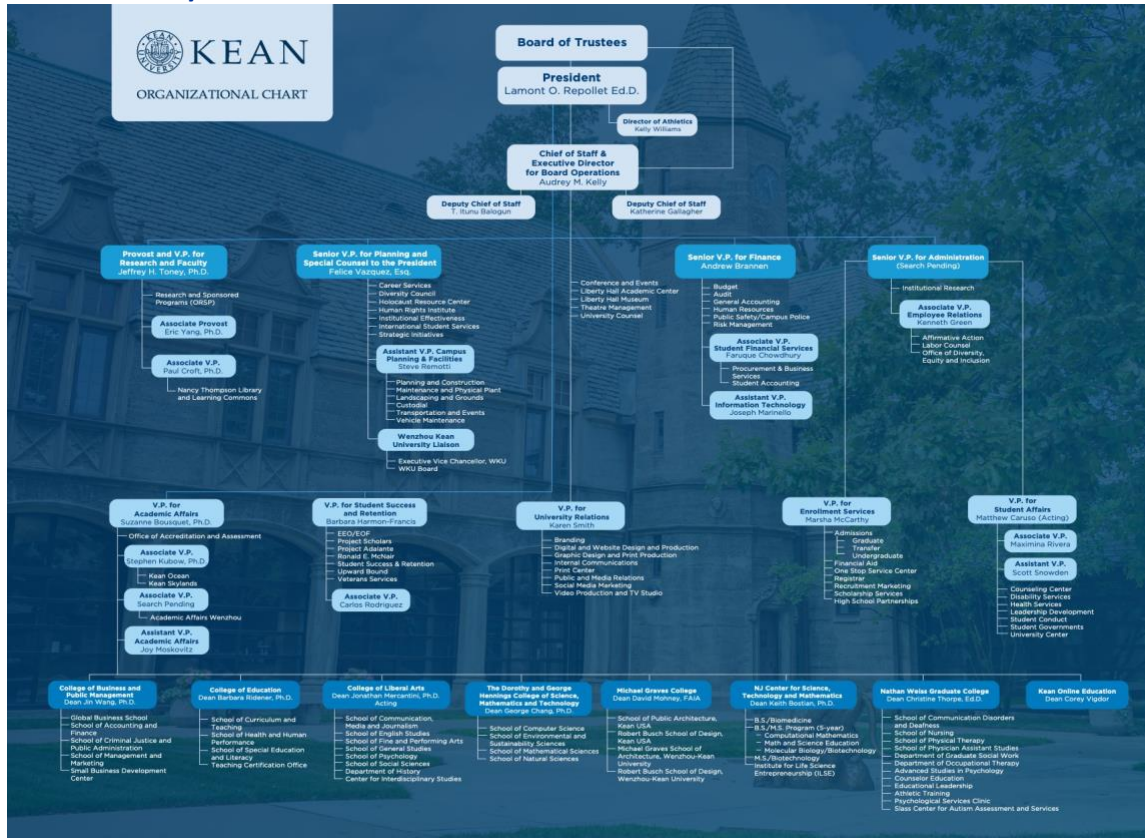 KEAN
UNIVERSITY
KEAN
ORGANIZATIONAL CHART
Board of Trustees
President
Lamont O. Repollet Ed.D.
Director of Athletics
Kelly Williams
Chief of Staff &
Executive Director
for Board Operations
Audrey M. Kelly
Deputy Chief of Staff
T. Itunu Balogun
Deputy Chief of Staff
Katherine Gallagher
Provost and V.P. for
Research and Faculty
Jeffrey H. Toney, Ph.D.
Research and Sponsored
Programs (ORSP)
Associate Provost
Eric Yang, Ph.D.
Associate V.P.
Paul Croft, Ph.D.
Nancy Thompson Library
and Learning Commons
Senior V.P. for Planning and
Special Counsel to the President
Felice Vazquez, Esq.
Career Services
Diversity Council
Holocaust Resource Center
Human Rights Institute
Institutional Effectiveness
International Student Services
Strategic Initiatives
Assistant V.P. Campus
Planning & Facilities
Steve Remotti
Planning and Construction
Maintenance and Physical Plant
Landscaping and Grounds
Custodial
Transportation and Events
Vehicle Maintenance
Wenzhou Kean
University Liaison
Executive Vice Chancellor, WKU
WKU Board
Conference and Events
Liberty Hall Academic Center
Liberty Hall Museum
Theatre Management
University Counsel
Senior V.P. for Finance
Andrew Brannen
Budget
Audit
General Accounting
Human Resources
Public Safety/Campus Police
Risk Management
Associate V.P.
Student Financial Services
Faruque Chowdhury
Procurement & Business
Services
Student Accounting
Assistant V.P.
Information Technology
Joseph Marinello
Senior V.P. for Administration
(Search Pending)
Institutional Research
Associate V.P.
Employee Relations
Kenneth Green
Affirmative Action
Labor Counsel
Office of Diversity,
Equity and Inclusion
V.P. for
Academic Affairs
Suzanne Bousquet, Ph.D.
Office of Accreditation and Assessment
Associate V.P.
Stephen Kubow, Ph.D.
Kean Ocean
Kean Skylands
Associate V.P.
Search Pending
Academic Affairs Wenzhou
Assistant V.P.
Academic Affairs
Joy Moskovitz
V.P. for Student Success
and Retention
Barbara Harmon-Francis
EEO/EOF
Project Scholars
Project Adalante
Ronald E. McNair
Student Success & Retention
Upward Bound
Veterans Services
Associate V.P.
Carlos Rodriguez
V.P. for
University Relations
Karen Smith
Branding
Digital and Website Design and Production
Graphic Design and Print Production
Internal Communications
Print Center
Public and Media Relations
Social Media Marketing
Video Production and TV Studio
V.P. for
Enrollment Services
Marsha McCarthy
Admissions
Graduate
Transfer
Undergraduate
Financial Aid
One Stop Service Center
Registrar
Recruitment Marketing
Scholarship Services
High School Partnerships
V.P. for
Student Affairs
Matthew Caruso (Acting)
Associate V.P.
Maximina Rivera
Assistant V.P.
Scott Snowden
Counseling Center
Disability Services
Health Services
Leadership Development
Student Conduct
Student Governments
University Center
College of Business and
Public Management
Dean Jin Wang, Ph.D.
Global Business School
School of Accounting and
Finance
School of Criminal Justice and
Public Administration
School of Management and
Marketing
Small Business Development
Center
College of Education
Dean Barbara Ridener, Ph.D.
School of Curriculum and
Teaching
School of Health and Human
Performance
School of Special Education
and Literacy
Teaching Certification Office
College of Liberal Arts
Dean Jonathan Mercantini, Ph.D.
Acting
School of Communication,
Media and Journalism
School of English Studies
School of Fine and Performing Arts
School of General Studies
School of Psychology
School of Social Sciences
Department of History
Center for Interdisciplinary Studies
The Dorothy and George
Hennings College of Science,
Mathematics and Technology
Dean George Chang, Ph.D.
School of Computer Science
School of Environmental and
Sustainability Sciences
School of Mathematical Sciences
School of Natural Sciences
Michael Graves College
Dean David Mohney, FAIA
School of Public Architecture,
Kean USA
Robert Busch School of Design,
Kean USA
Michael Graves School of
Architecture, Wenzhou-Kean
University
Robert Busch School of Design,
Wenzhou-Kean University
NJ Center for Science,
Technology and Mathematics
Dean Keith Bostian, Ph.D.
B.S./Biomedicine
B.S./M.S. Program (5-year)
Computational Mathematics
Math and Science Education
Molecular Biology/Biotechnology
M.S./Biotechnology
Institute for Life Science
Entrepreneurship (ILSE)
Nathan Weiss Graduate College
Dean Christine Thorpe, Ed.D.
School of Communication Disorders
and Deafness
School of Nursing
School of Physical Therapy
School of Physician Assistant Studies
Department of Graduate Social Work
Department of Occupational Therapy
Advanced Studies in Psychology
Counselor Education
Educational Leadership
Athletic Training
Psychological Services Clinic
Slass Center for Autism Assessment and Services
Kean Online Education
Dean Corey Vigdor